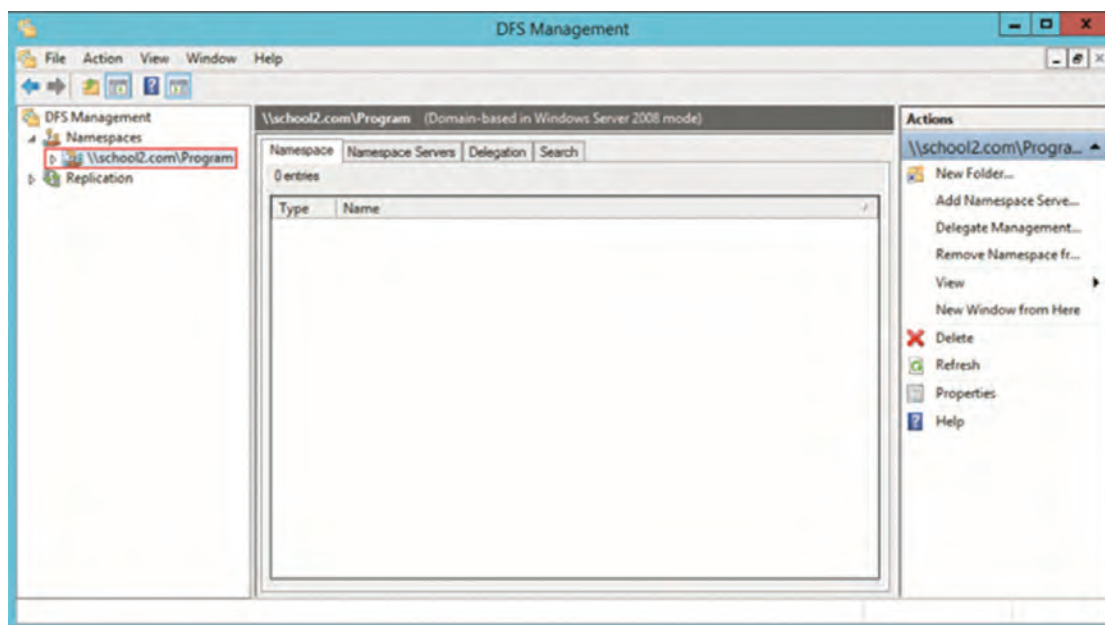 DFS Management
File Action View Window Help
DFS Management
Namespaces
\\school2.com\Program
Replication
\\school2.com\Program (Domain-based in Windows Server 2008 mode)
Namespace Namespace Servers Delegation Search
0 entries
Type Name
Actions
\\school2.com\Progra...
New Folder...
Add Namespace Serve...
Delegate Management...
Remove Namespace fr...
View
New Window from Here
Delete
Refresh
Properties
Help